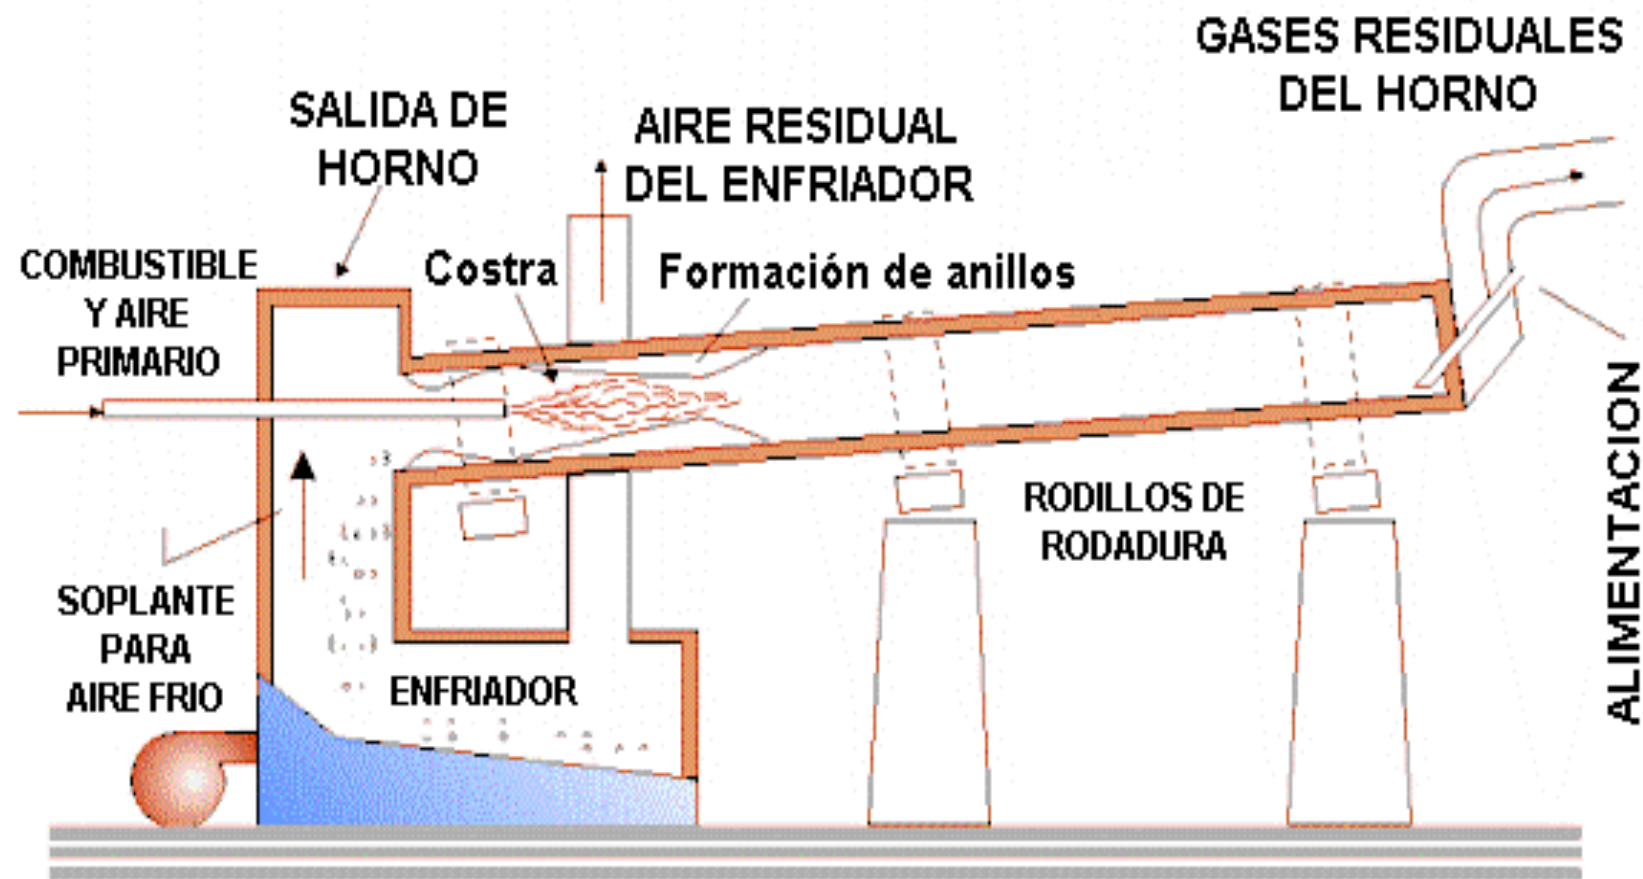 GASES RESIDUALES
DEL HORNO
SALIDA DE
HORNO
AIRE RESIDUAL
DEL ENFRIADOR
COMBUSTIBLE
Y AIRE
PRIMARIO
Costra
Formación de anillos
RODILLOS DE
RODADURA
ALIMENTACION
SOPLANTE
PARA
AIRE FRIO
ENFRIADOR